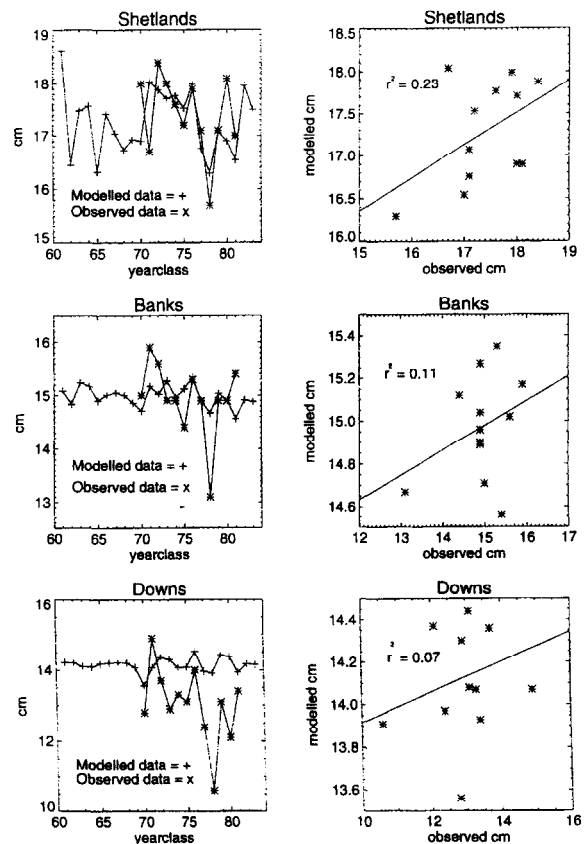 Shetlands
19
18
17
16
15
cm
Modelled data = +
Observed data = x
60 65 70 75 80
yearclass
Shetlands
18.5
18.0
17.5
17.0
16.5
16.0
modelled cm
r² = 0.23
15 16 17 18 19
observed cm
Banks
16
15
14
13
cm
Modelled data = +
Observed data = x
60 65 70 75 80
yearclass
Banks
15.4
15.2
15.0
14.8
14.6
modelled cm
r² = 0.11
12 13 14 15 16 17
observed cm
Downs
16
14
12
10
cm
Modelled data = +
Observed data = x
60 65 70 75 80
yearclass
Downs
14.4
14.2
14.0
13.8
13.6
modelled cm
r² = 0.07
10 12 14 16
observed cm